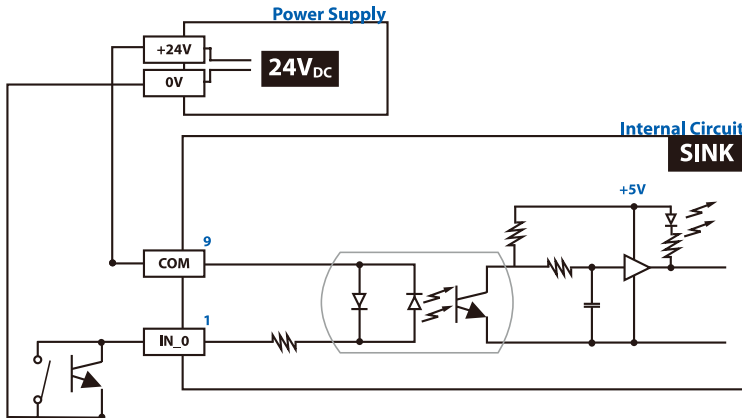 Power Supply
+24V
0V
24VDC
Internal Circuit
SINK
+5V
9
COM
1
IN_0